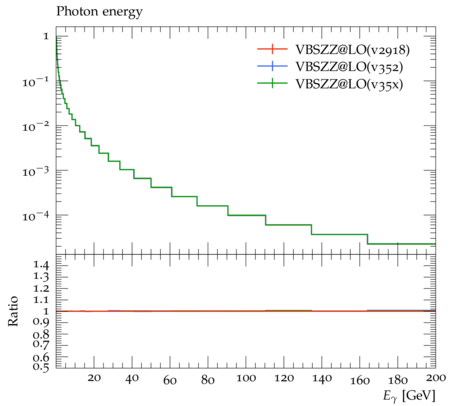 Photon energy
1
10⁻¹
10⁻²
10⁻³
10⁻⁴
VBSZZ@LO(v2918)
VBSZZ@LO(v352)
VBSZZ@LO(v35x)
1.4
1.3
1.2
1.1
1
0.9
0.8
0.7
0.6
0.5
Ratio
20 40 60 80 100 120 140 160 180 200
Eγ [GeV]